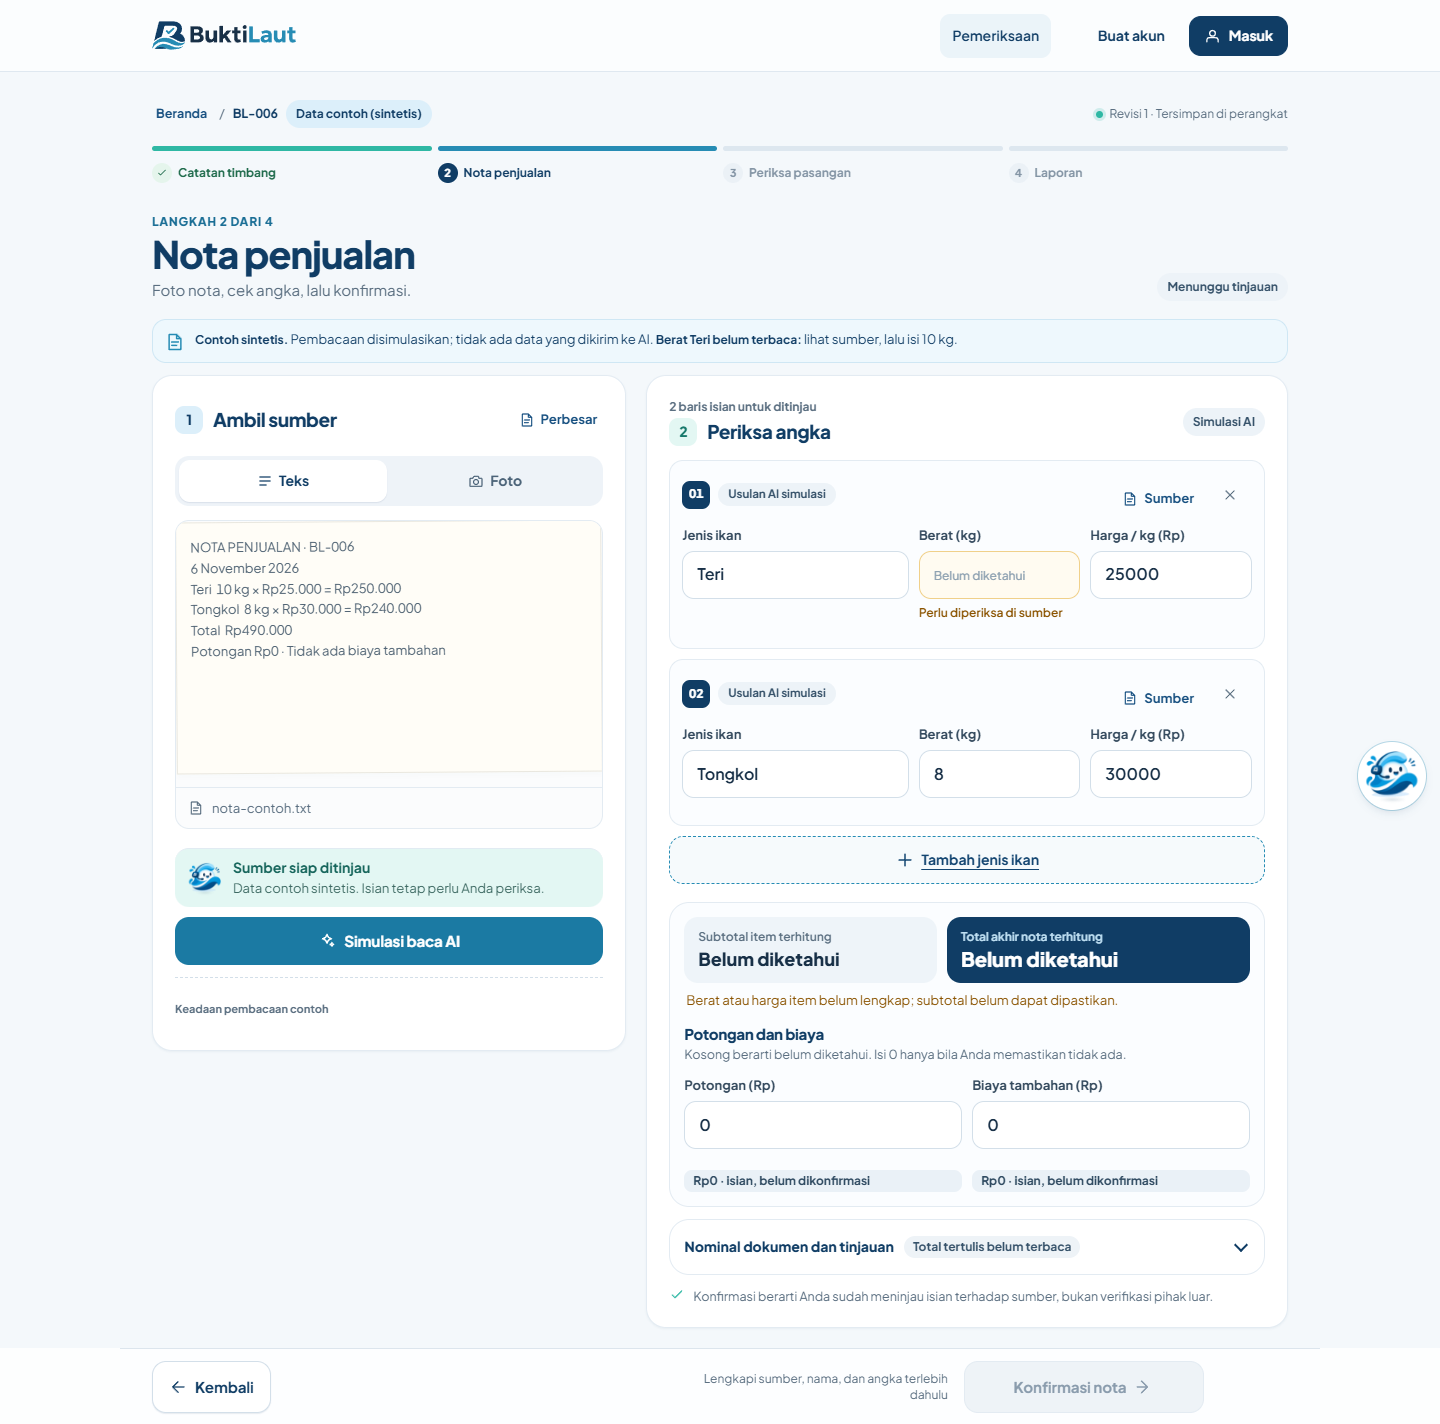 BuktiLaut
Pemeriksaan
Buat akun
Masuk
Beranda / BL-006 Data contoh (sintetis)
Revisi 1 · Tersimpan di perangkat
Catatan timbang
2 Nota penjualan
3 Periksa pasangan
4 Laporan
LANGKAH 2 DARI 4
Nota penjualan
Foto nota, cek angka, lalu konfirmasi.
Menunggu tinjauan
Contoh sintetis. Pembacaan disimulasikan; tidak ada data yang dikirim ke AI. Berat Teri belum terbaca: lihat sumber, lalu isi 10 kg.
1 Ambil sumber
Perbesar
Teks
Foto
NOTA PENJUALAN · BL-006
6 November 2026
Teri 10 kg × Rp25.000 = Rp250.000
Tongkol 8 kg × Rp30.000 = Rp240.000
Total Rp490.000
Potongan Rp0 · Tidak ada biaya tambahan
nota-contoh.txt
Sumber siap ditinjau
Data contoh sintetis. Isian tetap perlu Anda periksa.
Simulasi baca AI
Keadaan pembacaan contoh
2 baris isian untuk ditinjau
2 Periksa angka
Simulasi AI
01 Usulan AI simulasi
Sumber
Jenis ikan
Berat (kg)
Harga / kg (Rp)
Teri
Belum diketahui
25000
Perlu diperiksa di sumber
02 Usulan AI simulasi
Sumber
Jenis ikan
Berat (kg)
Harga / kg (Rp)
Tongkol
8
30000
Tambah jenis ikan
Subtotal item terhitung
Belum diketahui
Total akhir nota terhitung
Belum diketahui
Berat atau harga item belum lengkap; subtotal belum dapat dipastikan.
Potongan dan biaya
Kosong berarti belum diketahui. Isi 0 hanya bila Anda memastikan tidak ada.
Potongan (Rp)
Biaya tambahan (Rp)
0
0
Rp0 · isian, belum dikonfirmasi
Rp0 · isian, belum dikonfirmasi
Nominal dokumen dan tinjauan
Total tertulis belum terbaca
Konfirmasi berarti Anda sudah meninjau isian terhadap sumber, bukan verifikasi pihak luar.
Kembali
Lengkapi sumber, nama, dan angka terlebih
dahulu
Konfirmasi nota